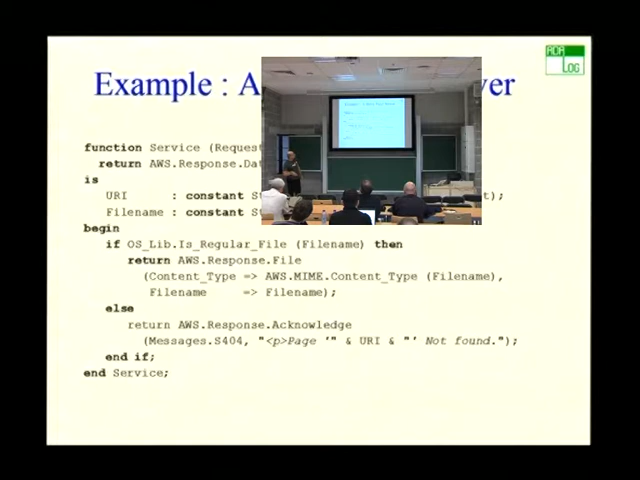 ADA
LOG
Example : A
function Service (Request
return AWS.Response.Dat
is
URI : constant St
Filename : constant St
begin
if OS_Lib.Is_Regular_File (Filename) then
return AWS.Response.File
(Content_Type => AWS.MIME.Content_Type (Filename),
Filename => Filename);
else
return AWS.Response.Acknowledge
(Messages.S404, "<p>Page '" & URI & "' Not found.");
end if;
end Service;